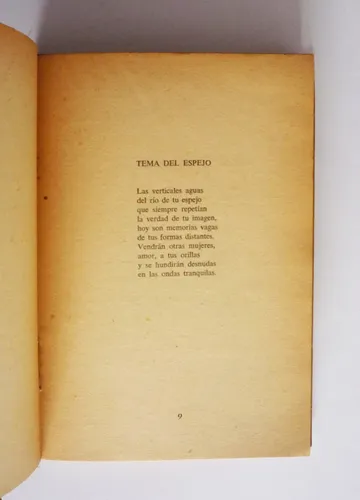 TEMA DEL ESPEJO
Las verticales aguas
del río de tu espejo
que siempre repetían
la verdad de tu imagen,
hoy son memorias vagas
de tus formas distantes.
Vendrán otras mujeres,
amor, a tus orillas
y se hundirán desnudas
en las ondas tranquilas.
9